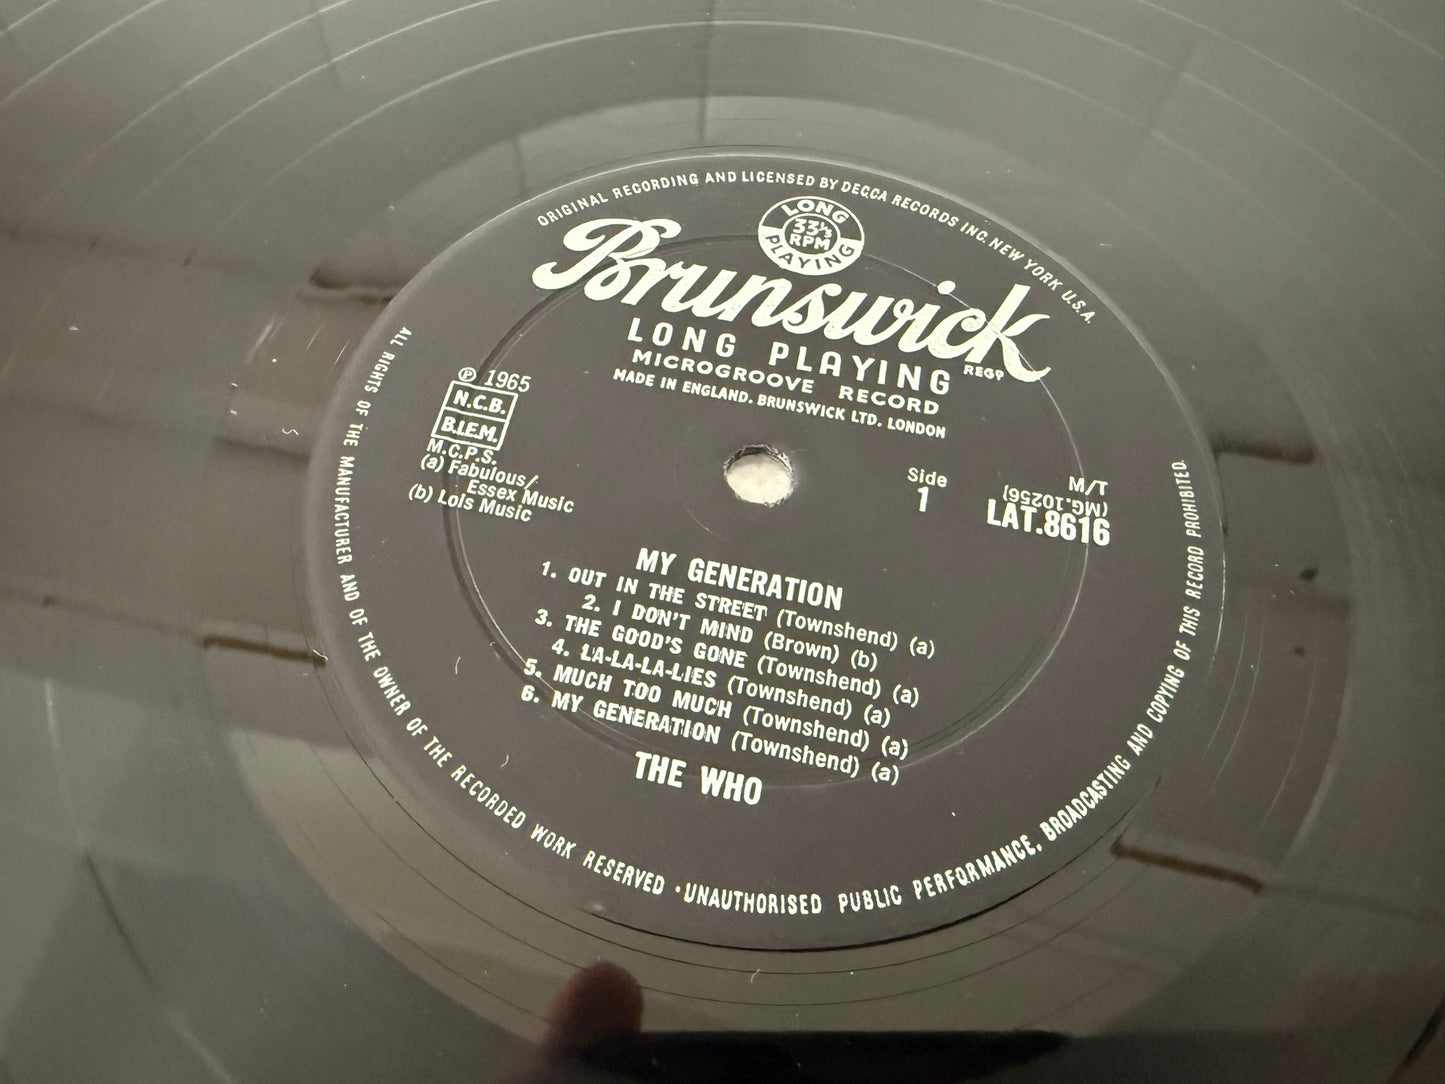 ORIGINAL RECORDING AND LICENSED BY DECCA RECORDS INC. NEW YORK U.S.A.
LONG
33⅓
RPM
PLAYING
Brunswick
REGD
LONG PLAYING
MICROGROOVE RECORD
MADE IN ENGLAND. BRUNSWICK LTD. LONDON
℗ 1965
N.C.B.
B.I.E.M.
M.C.P.S.
(a) Fabulous/
Essex Music
(b) Lois Music
Side
1
M/T
(MG.10256)
LAT.8616
MY GENERATION
1. OUT IN THE STREET (Townshend) (a)
2. I DON'T MIND (Brown) (b)
3. THE GOOD'S GONE (Townshend) (a)
4. LA-LA-LA-LIES (Townshend) (a)
5. MUCH TOO MUCH (Townshend) (a)
6. MY GENERATION (Townshend) (a)
THE WHO
ALL RIGHTS OF THE MANUFACTURER AND OF THE OWNER OF THE RECORDED WORK RESERVED · UNAUTHORISED PUBLIC PERFORMANCE, BROADCASTING AND COPYING OF THIS RECORD PROHIBITED.